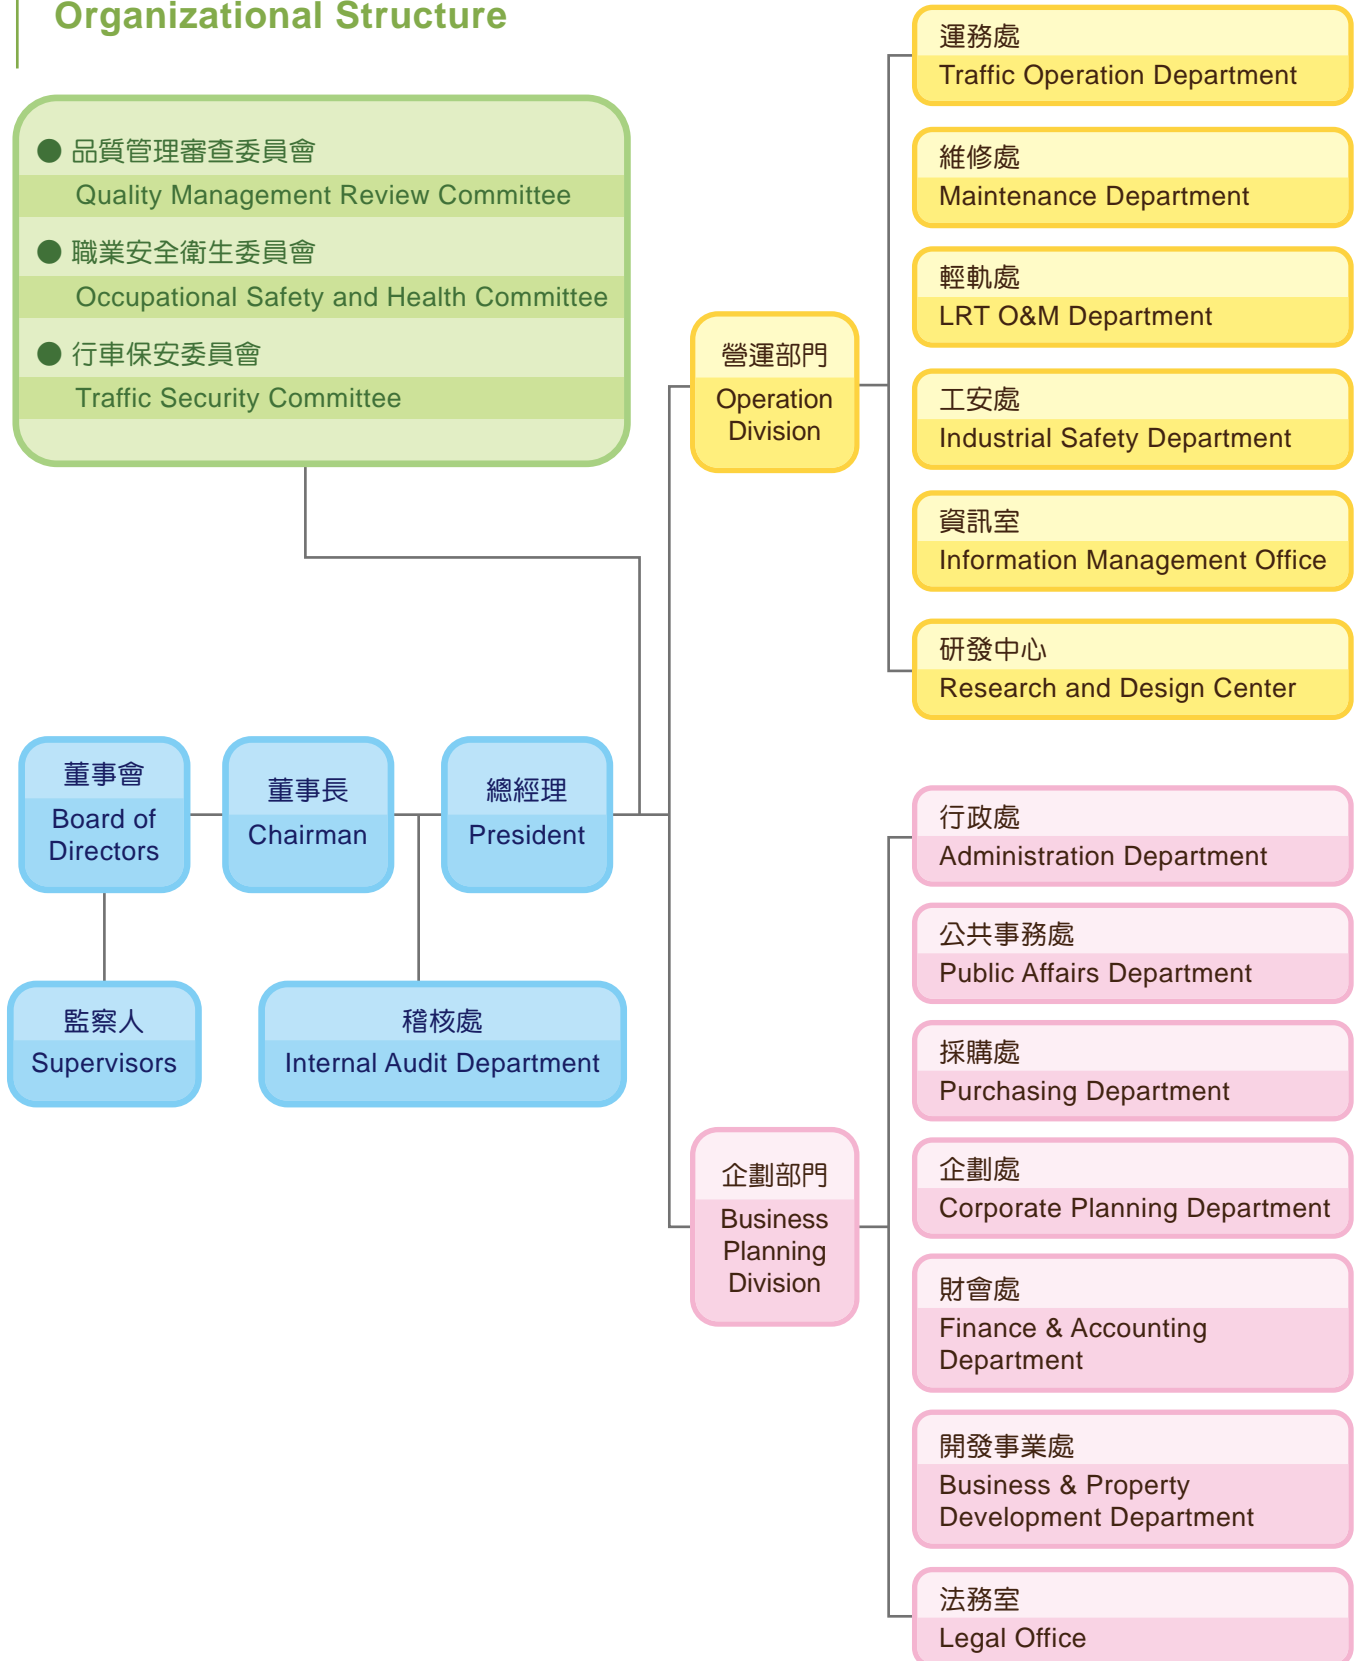 Organizational Structure
品質管理審查委員會
Quality Management Review Committee
職業安全衛生委員會
Occupational Safety and Health Committee
行車保安委員會
Traffic Security Committee
董事會
Board of
Directors
監察人
Supervisors
董事長
Chairman
稽核處
Internal Audit Department
總經理
President
營運部門
Operation
Division
運務處
Traffic Operation Department
維修處
Maintenance Department
輕軌處
LRT O&M Department
工安處
Industrial Safety Department
資訊室
Information Management Office
研發中心
Research and Design Center
企劃部門
Business
Planning
Division
行政處
Administration Department
公共事務處
Public Affairs Department
採購處
Purchasing Department
企劃處
Corporate Planning Department
財會處
Finance & Accounting
Department
開發事業處
Business & Property
Development Department
法務室
Legal Office